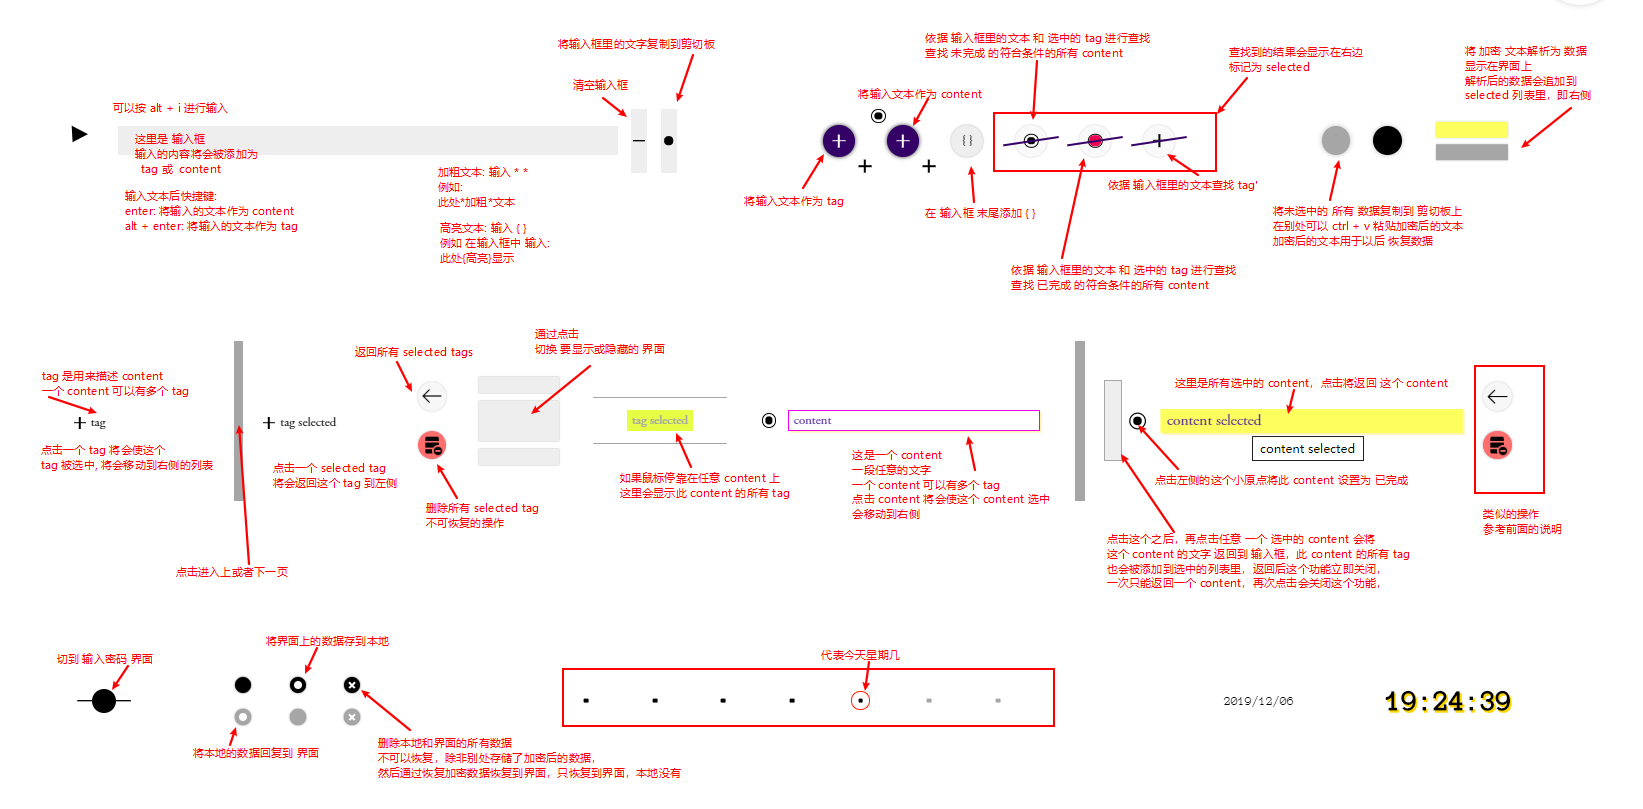 将输入框里的文字复制到剪切板
清空输入框
可以按 alt + i 进行输入
这里是 输入框
输入的内容将会被添加为
tag 或 content
输入文本后快捷键:
enter: 将输入的文本作为 content
alt + enter: 将输入的文本作为 tag
加粗文本: 输入 * *
例如:
此处*加粗*文本
高亮文本: 输入 { }
例如 在输入框中 输入:
此处{高亮}显示
依据 输入框里的文本 和 选中的 tag 进行查找
查找 未完成 的符合条件的所有 content
将输入文本作为 content
查找到的结果会显示在右边
标记为 selected
{ }
将输入文本作为 tag
在 输入框 末尾添加 { }
依据 输入框里的文本查找 tag'
依据 输入框里的文本 和 选中的 tag 进行查找
查找 已完成 的符合条件的所有 content
将 加密 文本解析为 数据
显示在界面上
解析后的数据会追加到
selected 列表里，即右侧
将未选中的 所有 数据复制到 剪切板上
在别处可以 ctrl + v 粘贴加密后的文本
加密后的文本用于以后 恢复数据
tag 是用来描述 content
一个 content 可以有多个 tag
tag
点击一个 tag 将会使这个
tag 被选中, 将会移动到右侧的列表
tag selected
点击一个 selected tag
将会返回这个 tag 到左侧
点击进入上或者下一页
返回所有 selected tags
删除所有 selected tag
不可恢复的操作
通过点击
切换 要显示或隐藏的 界面
tag selected
如果鼠标停靠在任意 content 上
这里会显示此 content 的所有 tag
content
这是一个 content
一段任意的文字
一个 content 可以有多个 tag
点击 content 将会使这个 content 选中
会移动到右侧
这里是所有选中的 content，点击将返回 这个 content
content selected
content selected
点击左侧的这个小原点将此 content 设置为 已完成
点击这个之后，再点击任意 一个 选中的 content 会将
这个 content 的文字 返回到 输入框，此 content 的所有 tag
也会被添加到选中的列表里，返回后这个功能立即关闭，
一次只能返回一个 content，再次点击会关闭这个功能，
类似的操作
参考前面的说明
切到 输入密码 界面
将界面上的数据存到本地
将本地的数据回复到 界面
删除本地和界面的所有数据
不可以恢复，除非别处存储了加密后的数据，
然后通过恢复加密数据恢复到界面，只恢复到界面，本地没有
代表今天星期几
2019/12/06
19:24:39